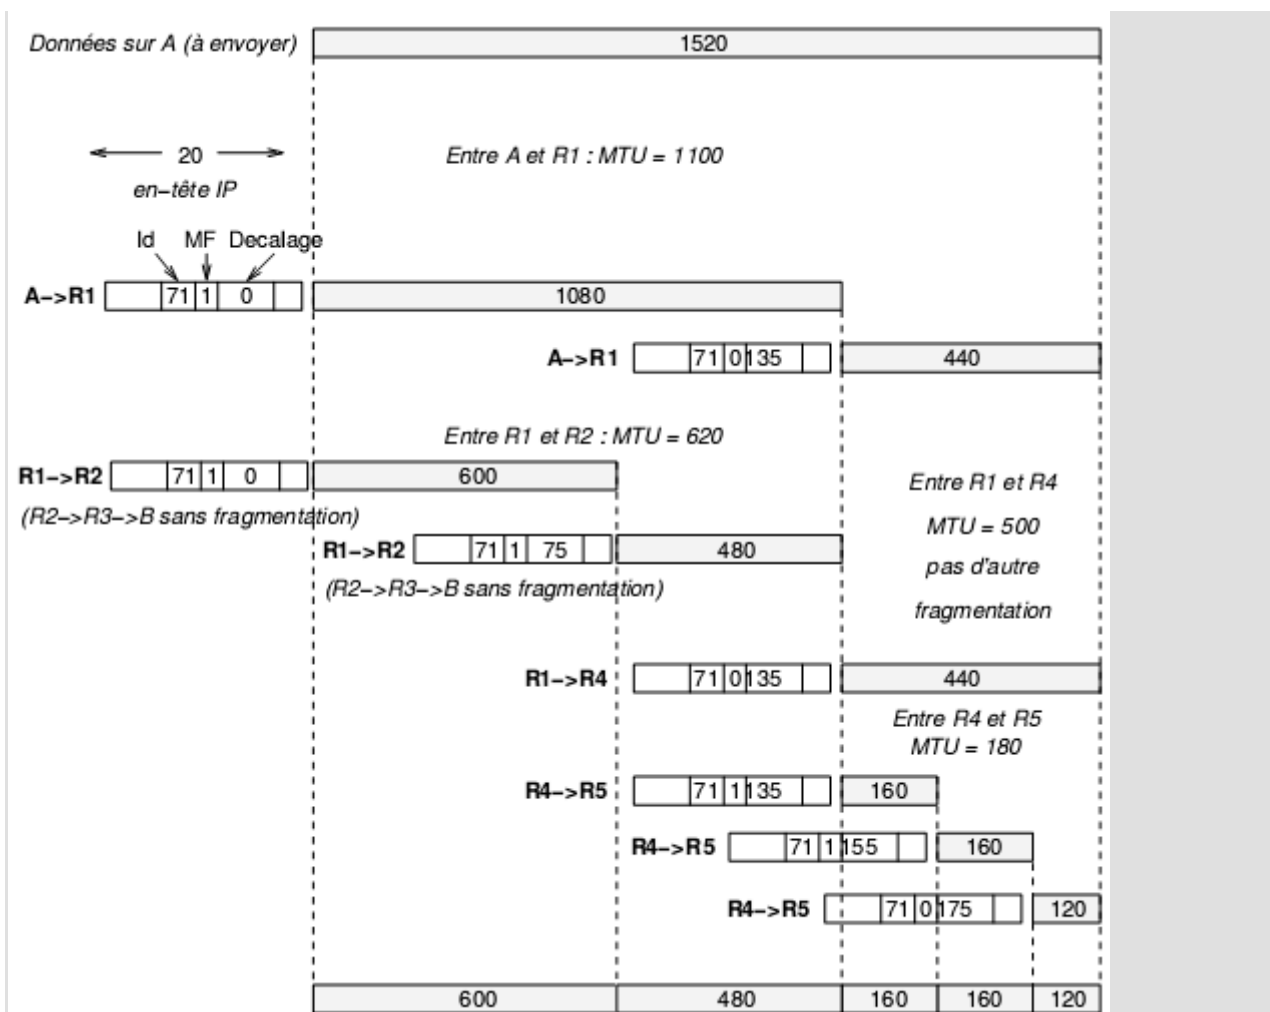 Données sur A (à envoyer) 1520
20 Entre A et R1 : MTU = 1100
en-tête IP
Id MF Decalage
A->R1 71 1 0 1080
A->R1 71 0 135 440
Entre R1 et R2 : MTU = 620
R1->R2 71 1 0 600
Entre R1 et R4
(R2->R3->B sans fragmentation)
MTU = 500
R1->R2 71 1 75 480
pas d'autre
(R2->R3->B sans fragmentation)
fragmentation
R1->R4 71 0 135 440
Entre R4 et R5
MTU = 180
R4->R5 71 1 135 160
R4->R5 71 1 155 160
R4->R5 71 0 175 120
600 480 160 160 120